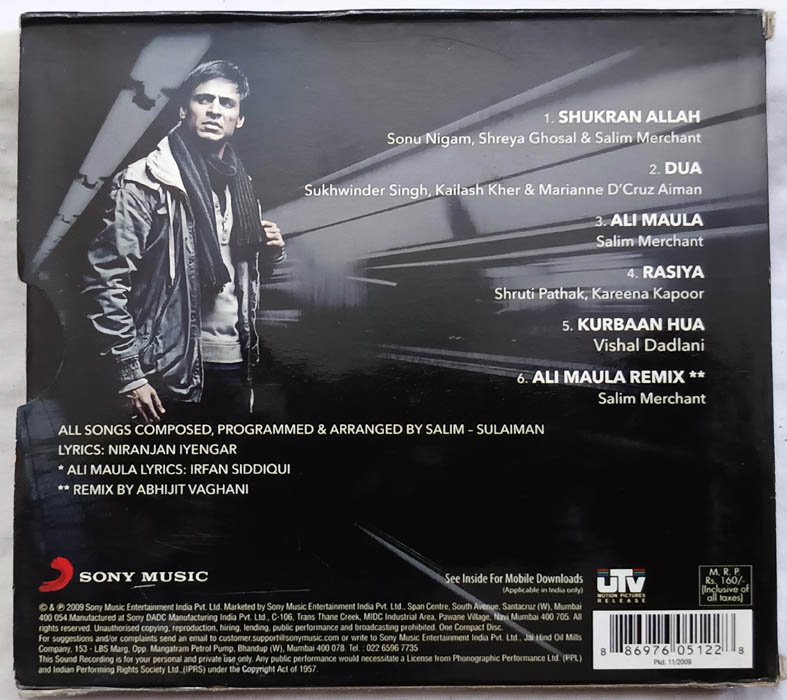 1. SHUKRAN ALLAH
Sonu Nigam, Shreya Ghosal & Salim Merchant
2. DUA
Sukhwinder Singh, Kailash Kher & Marianne D'Cruz Aiman
3. ALI MAULA
Salim Merchant
4. RASIYA
Shruti Pathak, Kareena Kapoor
5. KURBAAN HUA
Vishal Dadlani
6. ALI MAULA REMIX **
Salim Merchant
ALL SONGS COMPOSED, PROGRAMMED & ARRANGED BY SALIM – SULAIMAN
LYRICS: NIRANJAN IYENGAR
* ALI MAULA LYRICS: IRFAN SIDDIQUI
** REMIX BY ABHIJIT VAGHANI
SONY MUSIC
See Inside For Mobile Downloads
(Applicable in India only)
UTV
MOTION PICTURES
RELEASE
M. R. P.
Rs. 160/-
(Inclusive of
all taxes)
© & ℗ 2009 Sony Music Entertainment India Pvt. Ltd. Marketed by Sony Music Entertainment India Pvt. Ltd., Span Centre, South Avenue, Santacruz (W), Mumbai
400 054.Manufactured at Sony DADC Manufacturing India Pvt. Ltd., C-106, Trans Thane Creek, MIDC Industrial Area, Pawane Village, Navi Mumbai 400 705. All rights
reserved. Unauthorised copying, reproduction, hiring, lending, public performance and broadcasting prohibited. One Compact Disc.
For suggestions and/or complaints send an email to customer.support@sonymusic.com or write to Sony Music Entertainment India Pvt. Ltd., Jai Hind Oil Mills
Company, 153 - LBS Marg, Opp. Mangatram Petrol Pump, Bhandup (W), Mumbai 400 078. Tel. : 022 6596 7735
This Sound Recording is for your personal and private use only. Any public performance would necessitate a License from Phonographic Performance Ltd. (PPL)
and Indian Performing Rights Society Ltd.,(IPRS) under the Copyright Act of 1957.
8 86976 05122 8
Pkd. 11/2009